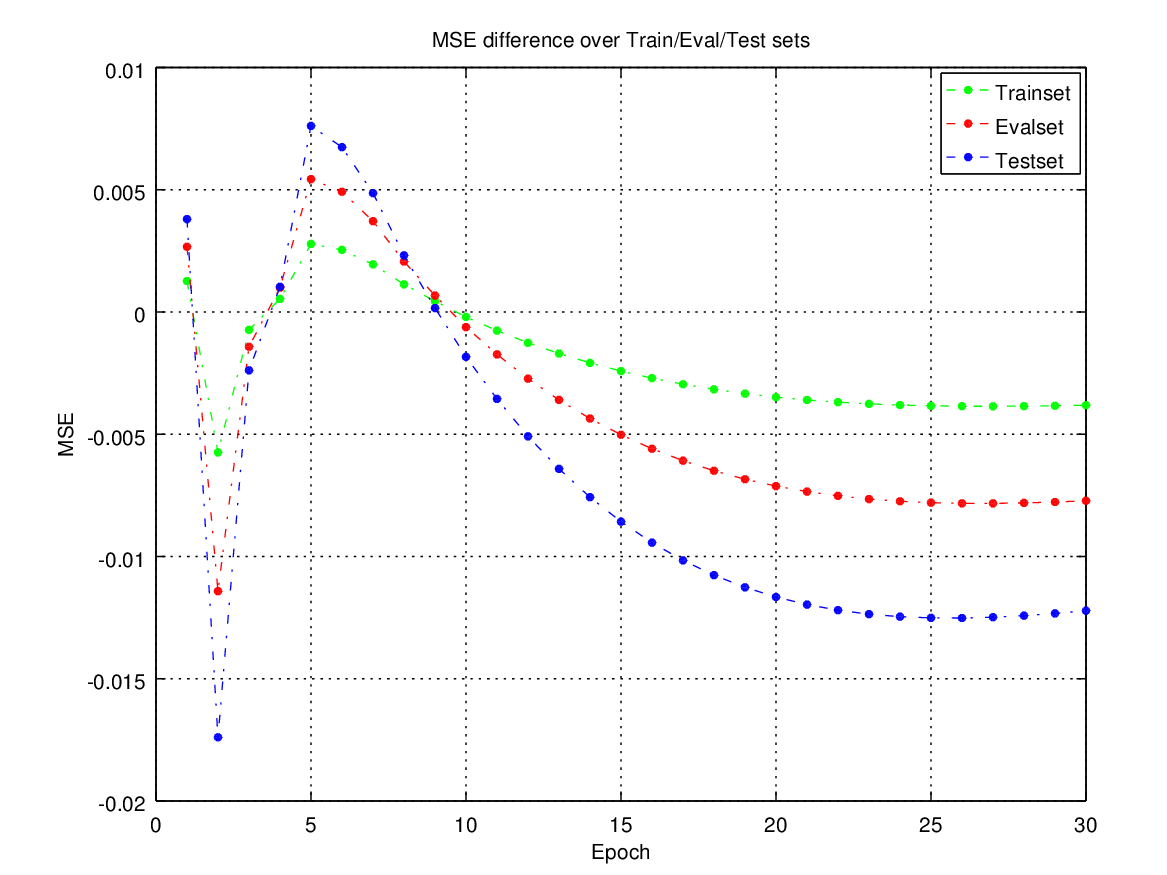 MSE difference over Train/Eval/Test sets
0.01
0.005
0
-0.005
-0.01
-0.015
-0.02
MSE
Trainset
Evalset
Testset
0 5 10 15 20 25 30
Epoch